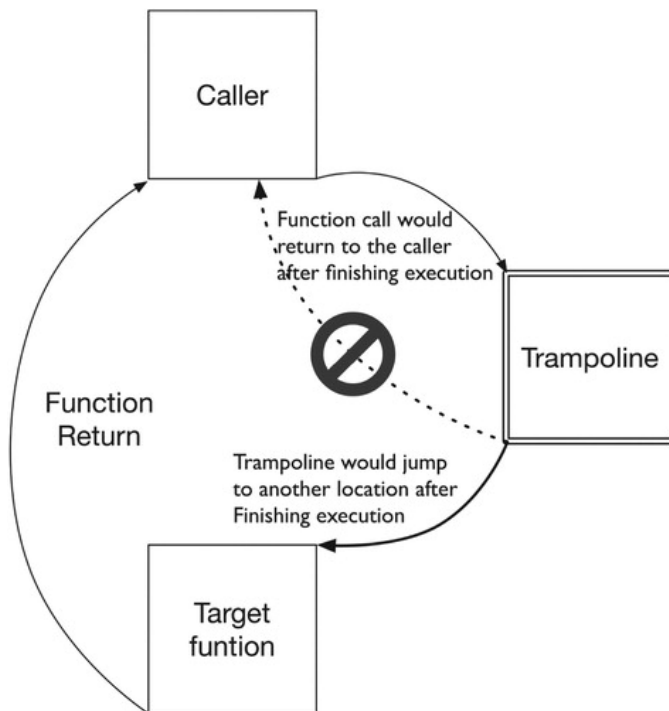 Caller
Function call would
return to the caller
after finishing execution
Trampoline
Function
Return
Trampoline would jump
to another location after
Finishing execution
Target
funtion